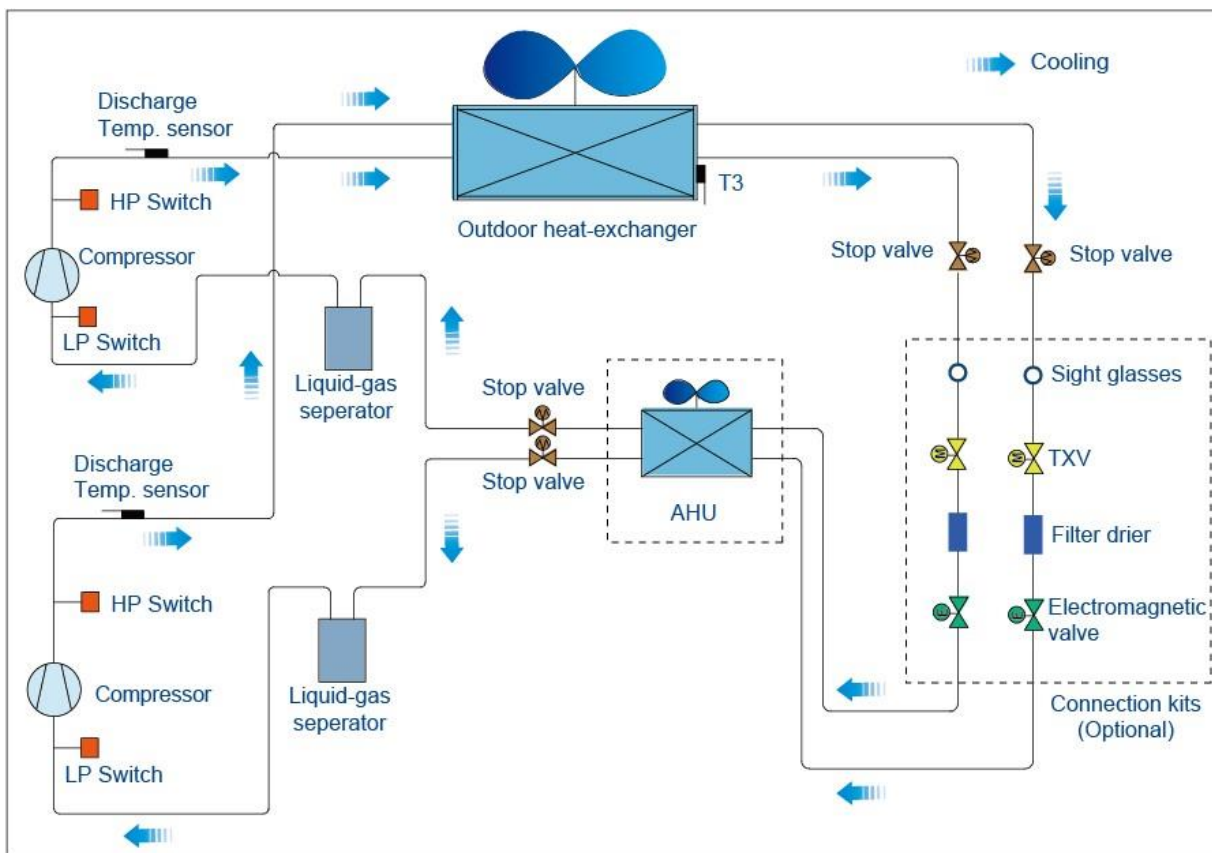 Cooling
Discharge
Temp. sensor
HP Switch
T3
Outdoor heat-exchanger
Compressor
Stop valve
Stop valve
LP Switch
Liquid-gas
seperator
Stop valve
Sight glasses
Discharge
Temp. sensor
Stop valve
TXV
AHU
Filter drier
HP Switch
Electromagnetic
valve
Compressor
Liquid-gas
seperator
Connection kits
(Optional)
LP Switch
M
M
M
M
M
M
E
E